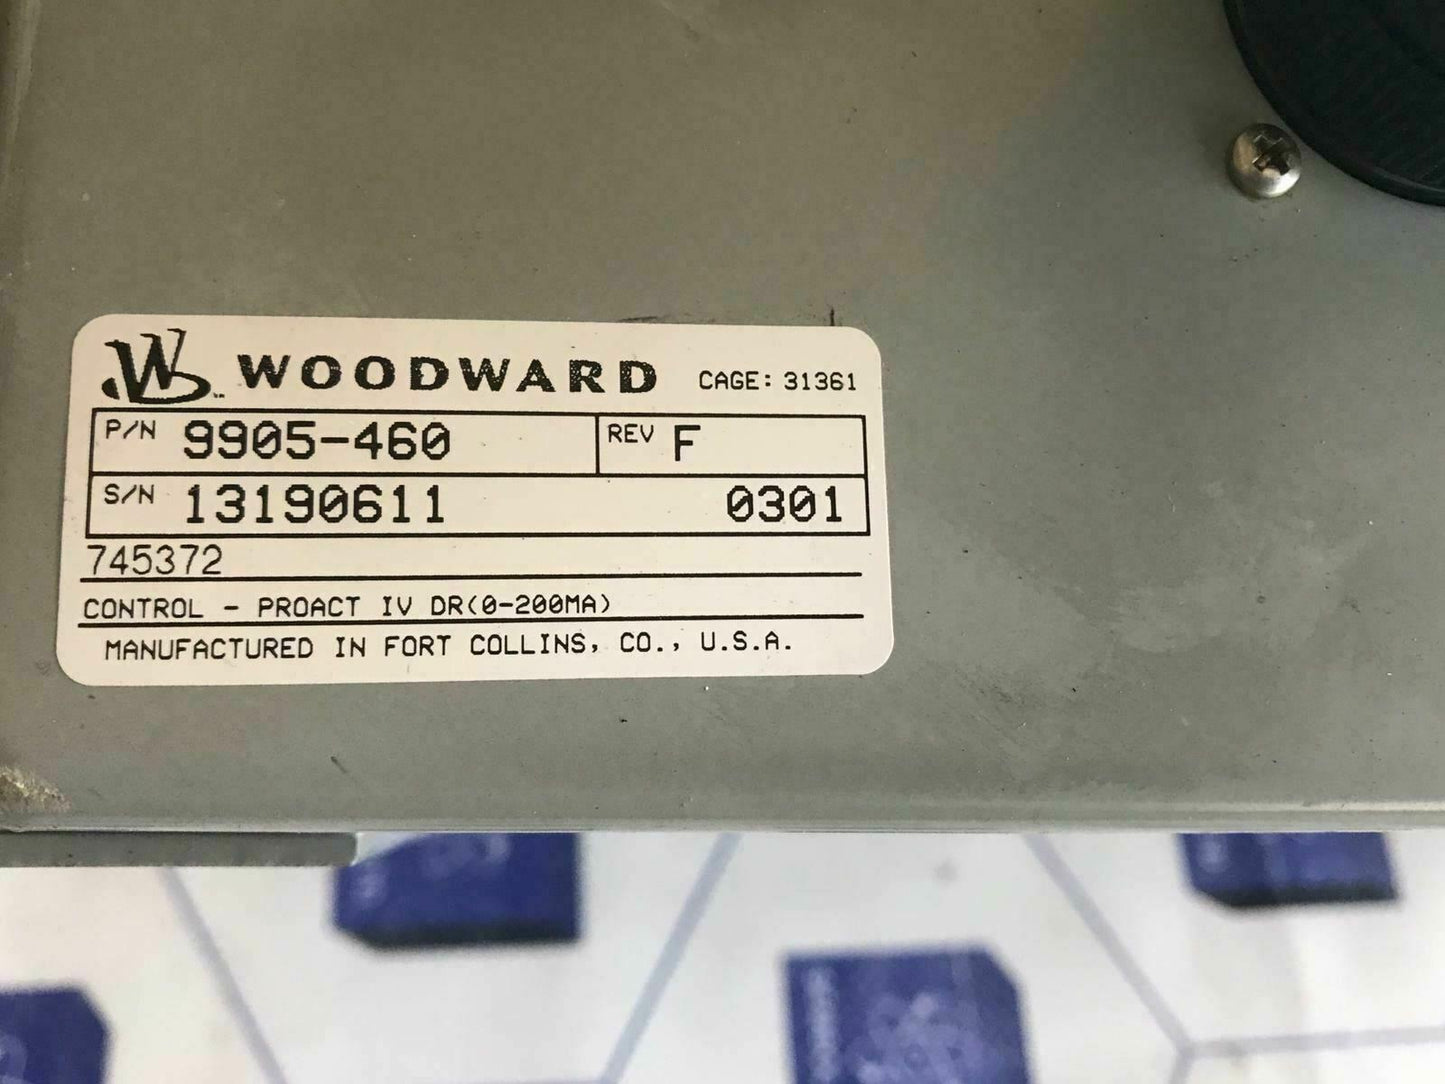 WOODWARD CAGE: 31361
P/N 9905-460 REV F
S/N 13190611 0301
745372
CONTROL - PROACT IV DR(0-200MA)
MANUFACTURED IN FORT COLLINS, CO., U.S.A.